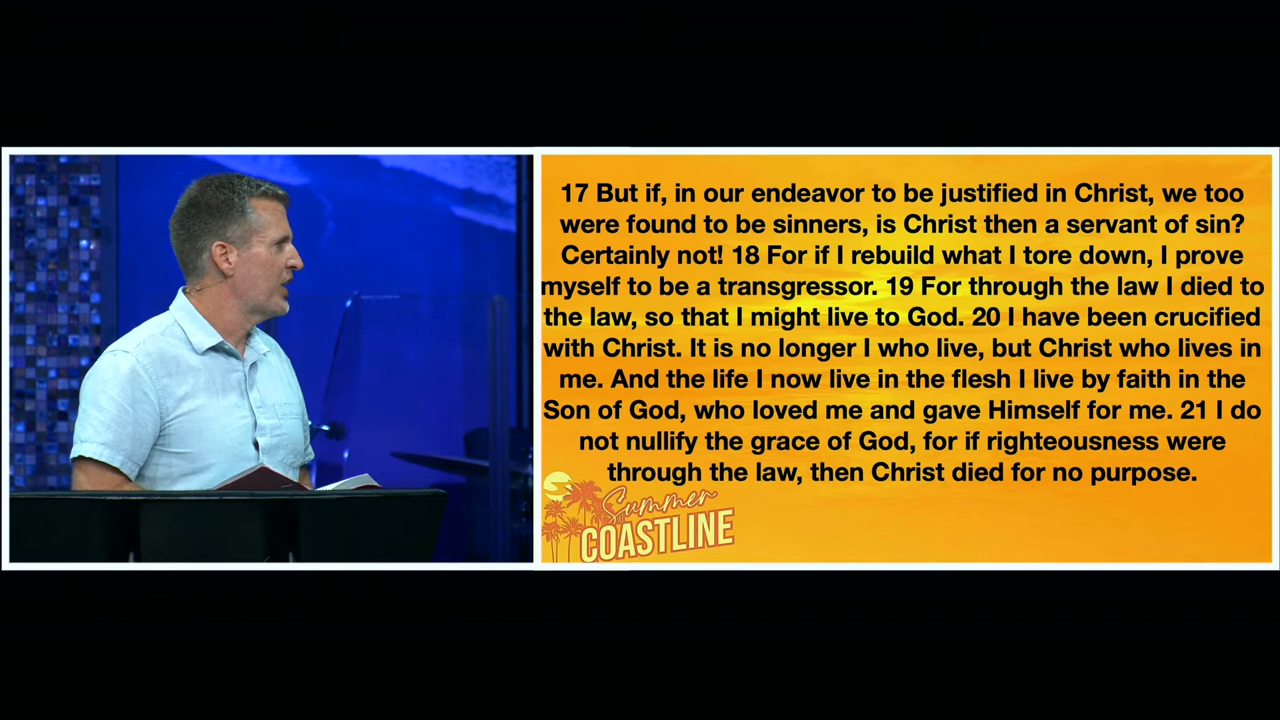 17 But if, in our endeavor to be justified in Christ, we too
were found to be sinners, is Christ then a servant of sin?
Certainly not! 18 For if I rebuild what I tore down, I prove
myself to be a transgressor. 19 For through the law I died to
the law, so that I might live to God. 20 I have been crucified
with Christ. It is no longer I who live, but Christ who lives in
me. And the life I now live in the flesh I live by faith in the
Son of God, who loved me and gave Himself for me. 21 I do
not nullify the grace of God, for if righteousness were
through the law, then Christ died for no purpose.
Summer
COASTLINE